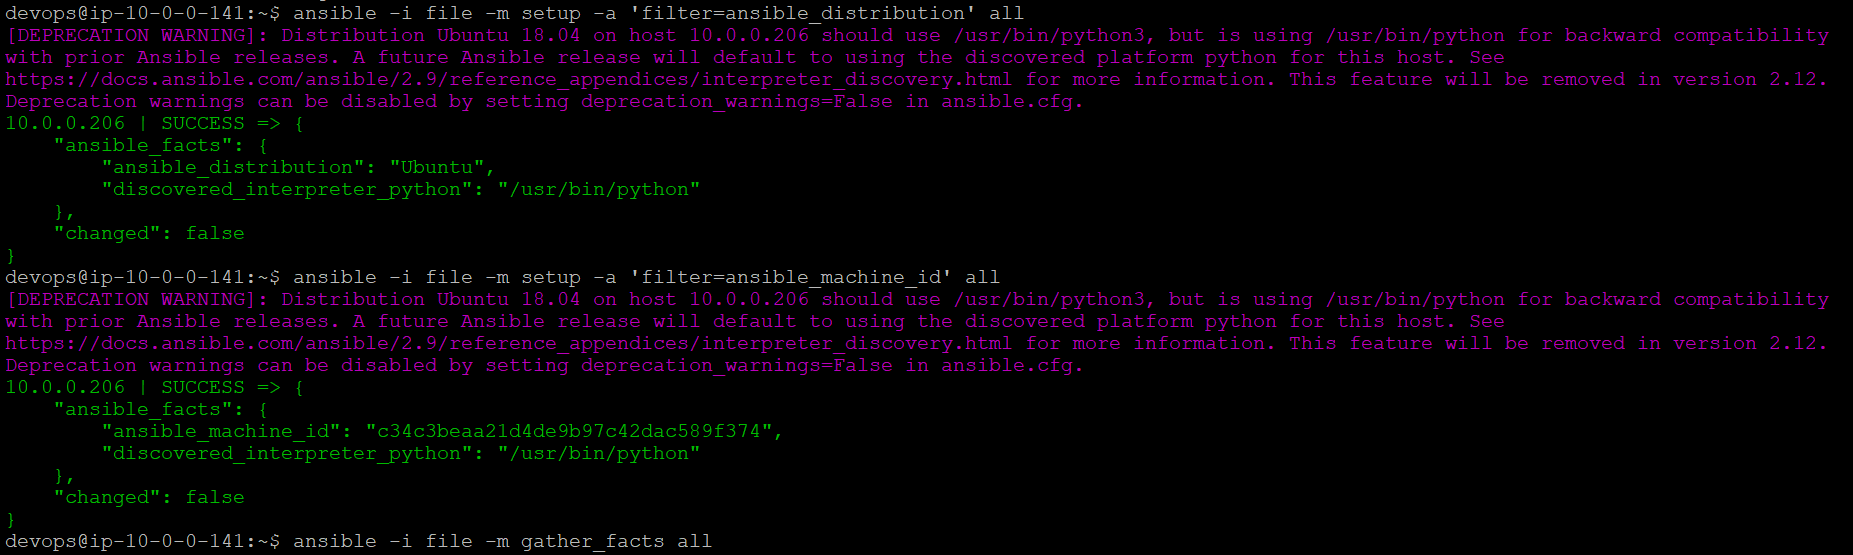 devops@ip-10-0-0-141:~$ ansible -i file -m setup -a 'filter=ansible_distribution' all
[DEPRECATION WARNING]: Distribution Ubuntu 18.04 on host 10.0.0.206 should use /usr/bin/python3, but is using /usr/bin/python for backward compatibility
with prior Ansible releases. A future Ansible release will default to using the discovered platform python for this host. See
https://docs.ansible.com/ansible/2.9/reference_appendices/interpreter_discovery.html for more information. This feature will be removed in version 2.12.
Deprecation warnings can be disabled by setting deprecation_warnings=False in ansible.cfg.
10.0.0.206 | SUCCESS => {
    "ansible_facts": {
        "ansible_distribution": "Ubuntu",
        "discovered_interpreter_python": "/usr/bin/python"
    },
    "changed": false
}
devops@ip-10-0-0-141:~$ ansible -i file -m setup -a 'filter=ansible_machine_id' all
[DEPRECATION WARNING]: Distribution Ubuntu 18.04 on host 10.0.0.206 should use /usr/bin/python3, but is using /usr/bin/python for backward compatibility
with prior Ansible releases. A future Ansible release will default to using the discovered platform python for this host. See
https://docs.ansible.com/ansible/2.9/reference_appendices/interpreter_discovery.html for more information. This feature will be removed in version 2.12.
Deprecation warnings can be disabled by setting deprecation_warnings=False in ansible.cfg.
10.0.0.206 | SUCCESS => {
    "ansible_facts": {
        "ansible_machine_id": "c34c3beaa21d4de9b97c42dac589f374",
        "discovered_interpreter_python": "/usr/bin/python"
    },
    "changed": false
}
devops@ip-10-0-0-141:~$ ansible -i file -m gather_facts all